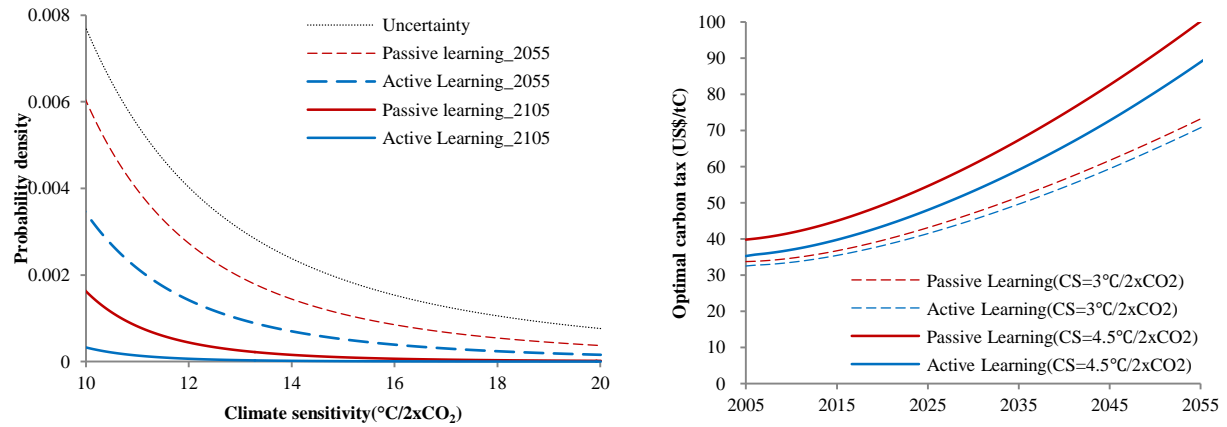 0.008
0.006
0.004
0.002
0
Probability density
Uncertainty
Passive learning_2055
Active Learning_2055
Passive learning_2105
Active Learning_2105
10 12 14 16 18 20
Climate sensitivity(°C/2xCO₂)
100
90
80
70
60
50
40
30
20
10
0
Optimal carbon tax (US$/tC)
Passive Learning(CS=3℃/2xCO2)
Active Learning(CS=3℃/2xCO2)
Passive Learning(CS=4.5℃/2xCO2)
Active Learning(CS=4.5℃/2xCO2)
2005 2015 2025 2035 2045 2055